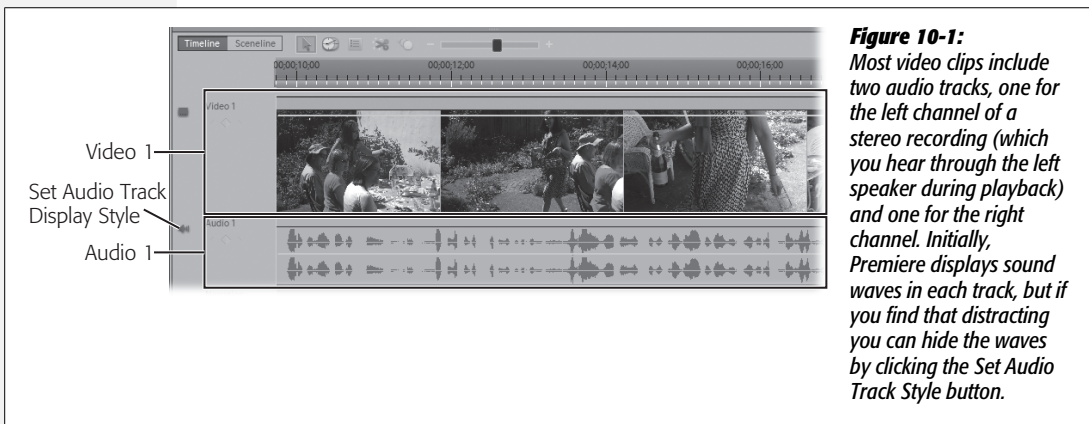 Timeline Sceneline
00;00;10;00 00;00;12;00 00;00;14;00 00;00;16;00
Video 1
Video 1
Set Audio Track
Display Style
Audio 1
Audio 1
Figure 10-1:
Most video clips include
two audio tracks, one for
the left channel of a
stereo recording (which
you hear through the left
speaker during playback)
and one for the right
channel. Initially,
Premiere displays sound
waves in each track, but if
you find that distracting
you can hide the waves
by clicking the Set Audio
Track Style button.